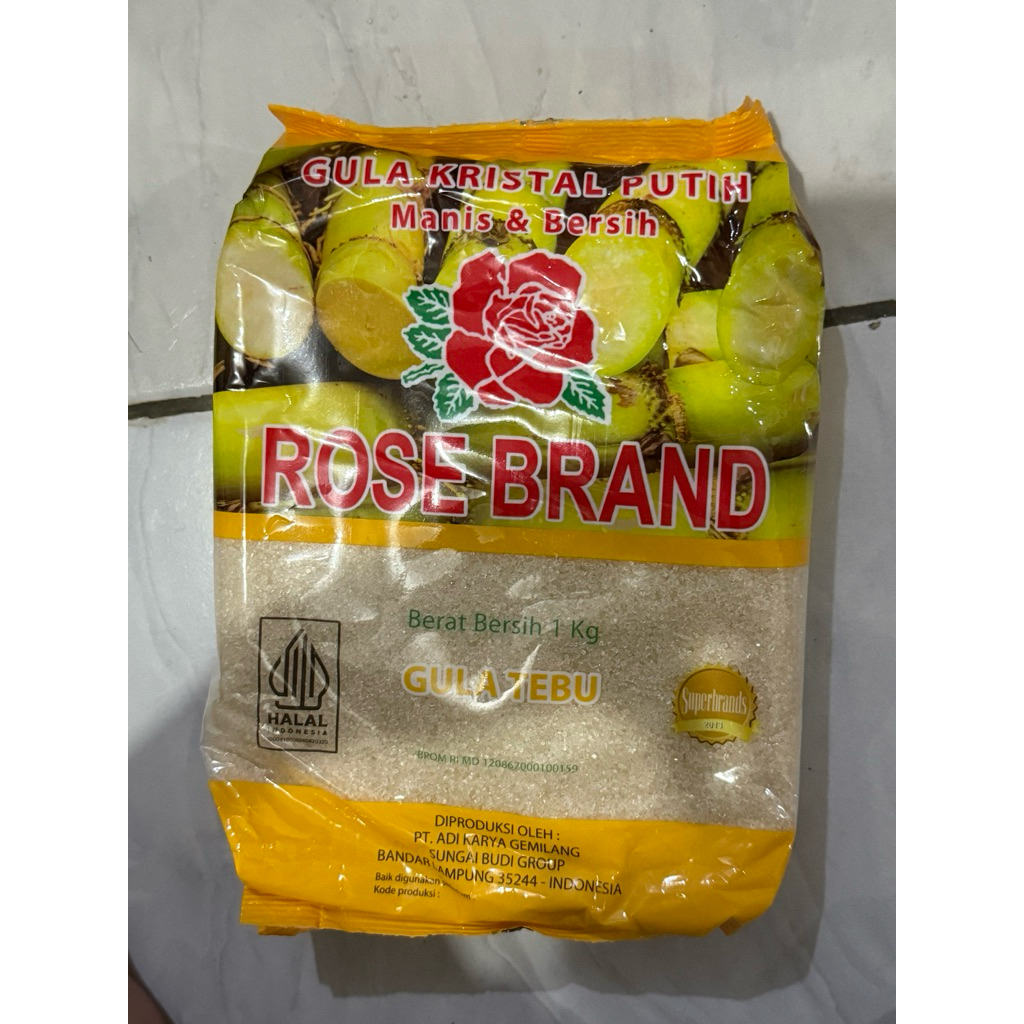 GULA KRISTAL PUTIH
Manis & Bersih
ROSE BRAND
Berat Bersih 1 Kg
GULA TEBU
HALAL
INDONESIA
Superbrands
BPOM RI MD 120867000100159
DIPRODUKSI OLEH :
PT. ADI KARYA GEMILANG
SUNGAI BUDI GROUP
BANDAR LAMPUNG 35244 - INDONESIA
Baik digunakan
Kode produksi :